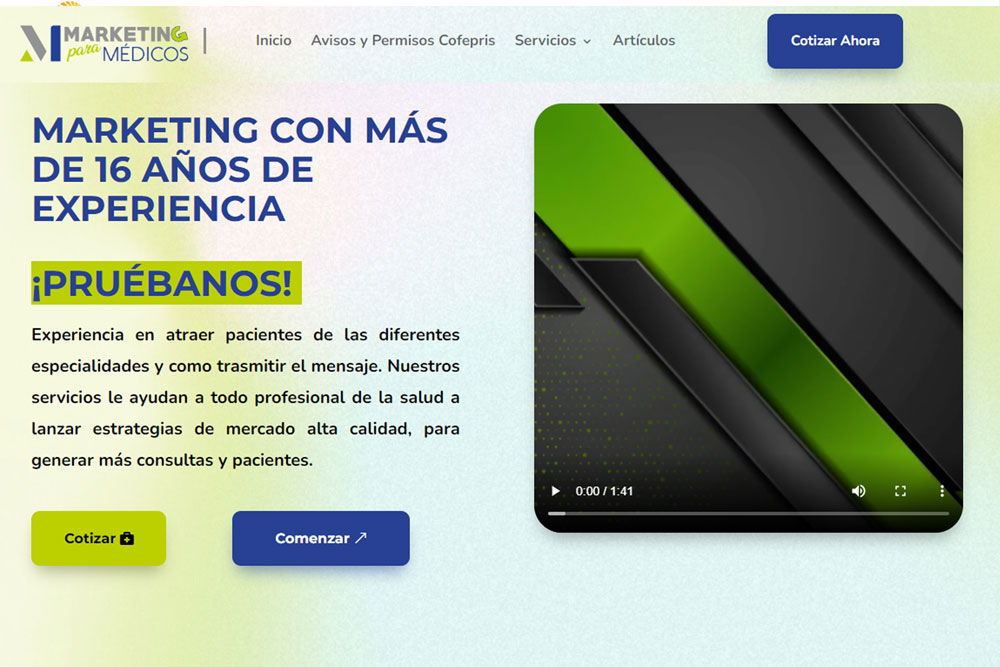 MARKETING
para MÉDICOS
Inicio
Avisos y Permisos Cofepris
Servicios
Artículos
Cotizar Ahora
MARKETING CON MÁS
DE 16 AÑOS DE
EXPERIENCIA
¡PRUÉBANOS!
Experiencia en atraer pacientes de las diferentes
especialidades y como trasmitir el mensaje. Nuestros
servicios le ayudan a todo profesional de la salud a
lanzar estrategias de mercado alta calidad, para
generar más consultas y pacientes.
Cotizar
Comenzar
0:00 / 1:41